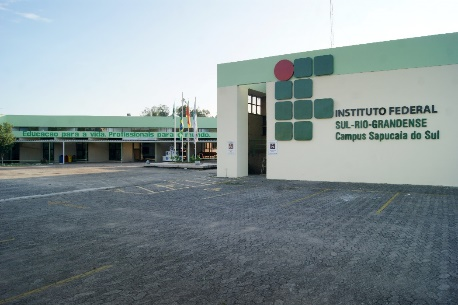 Educação para a vida. Profissionais para o mundo.
INSTITUTO FEDERAL
SUL-RIO-GRANDENSE
Campus Sapucaia do Sul